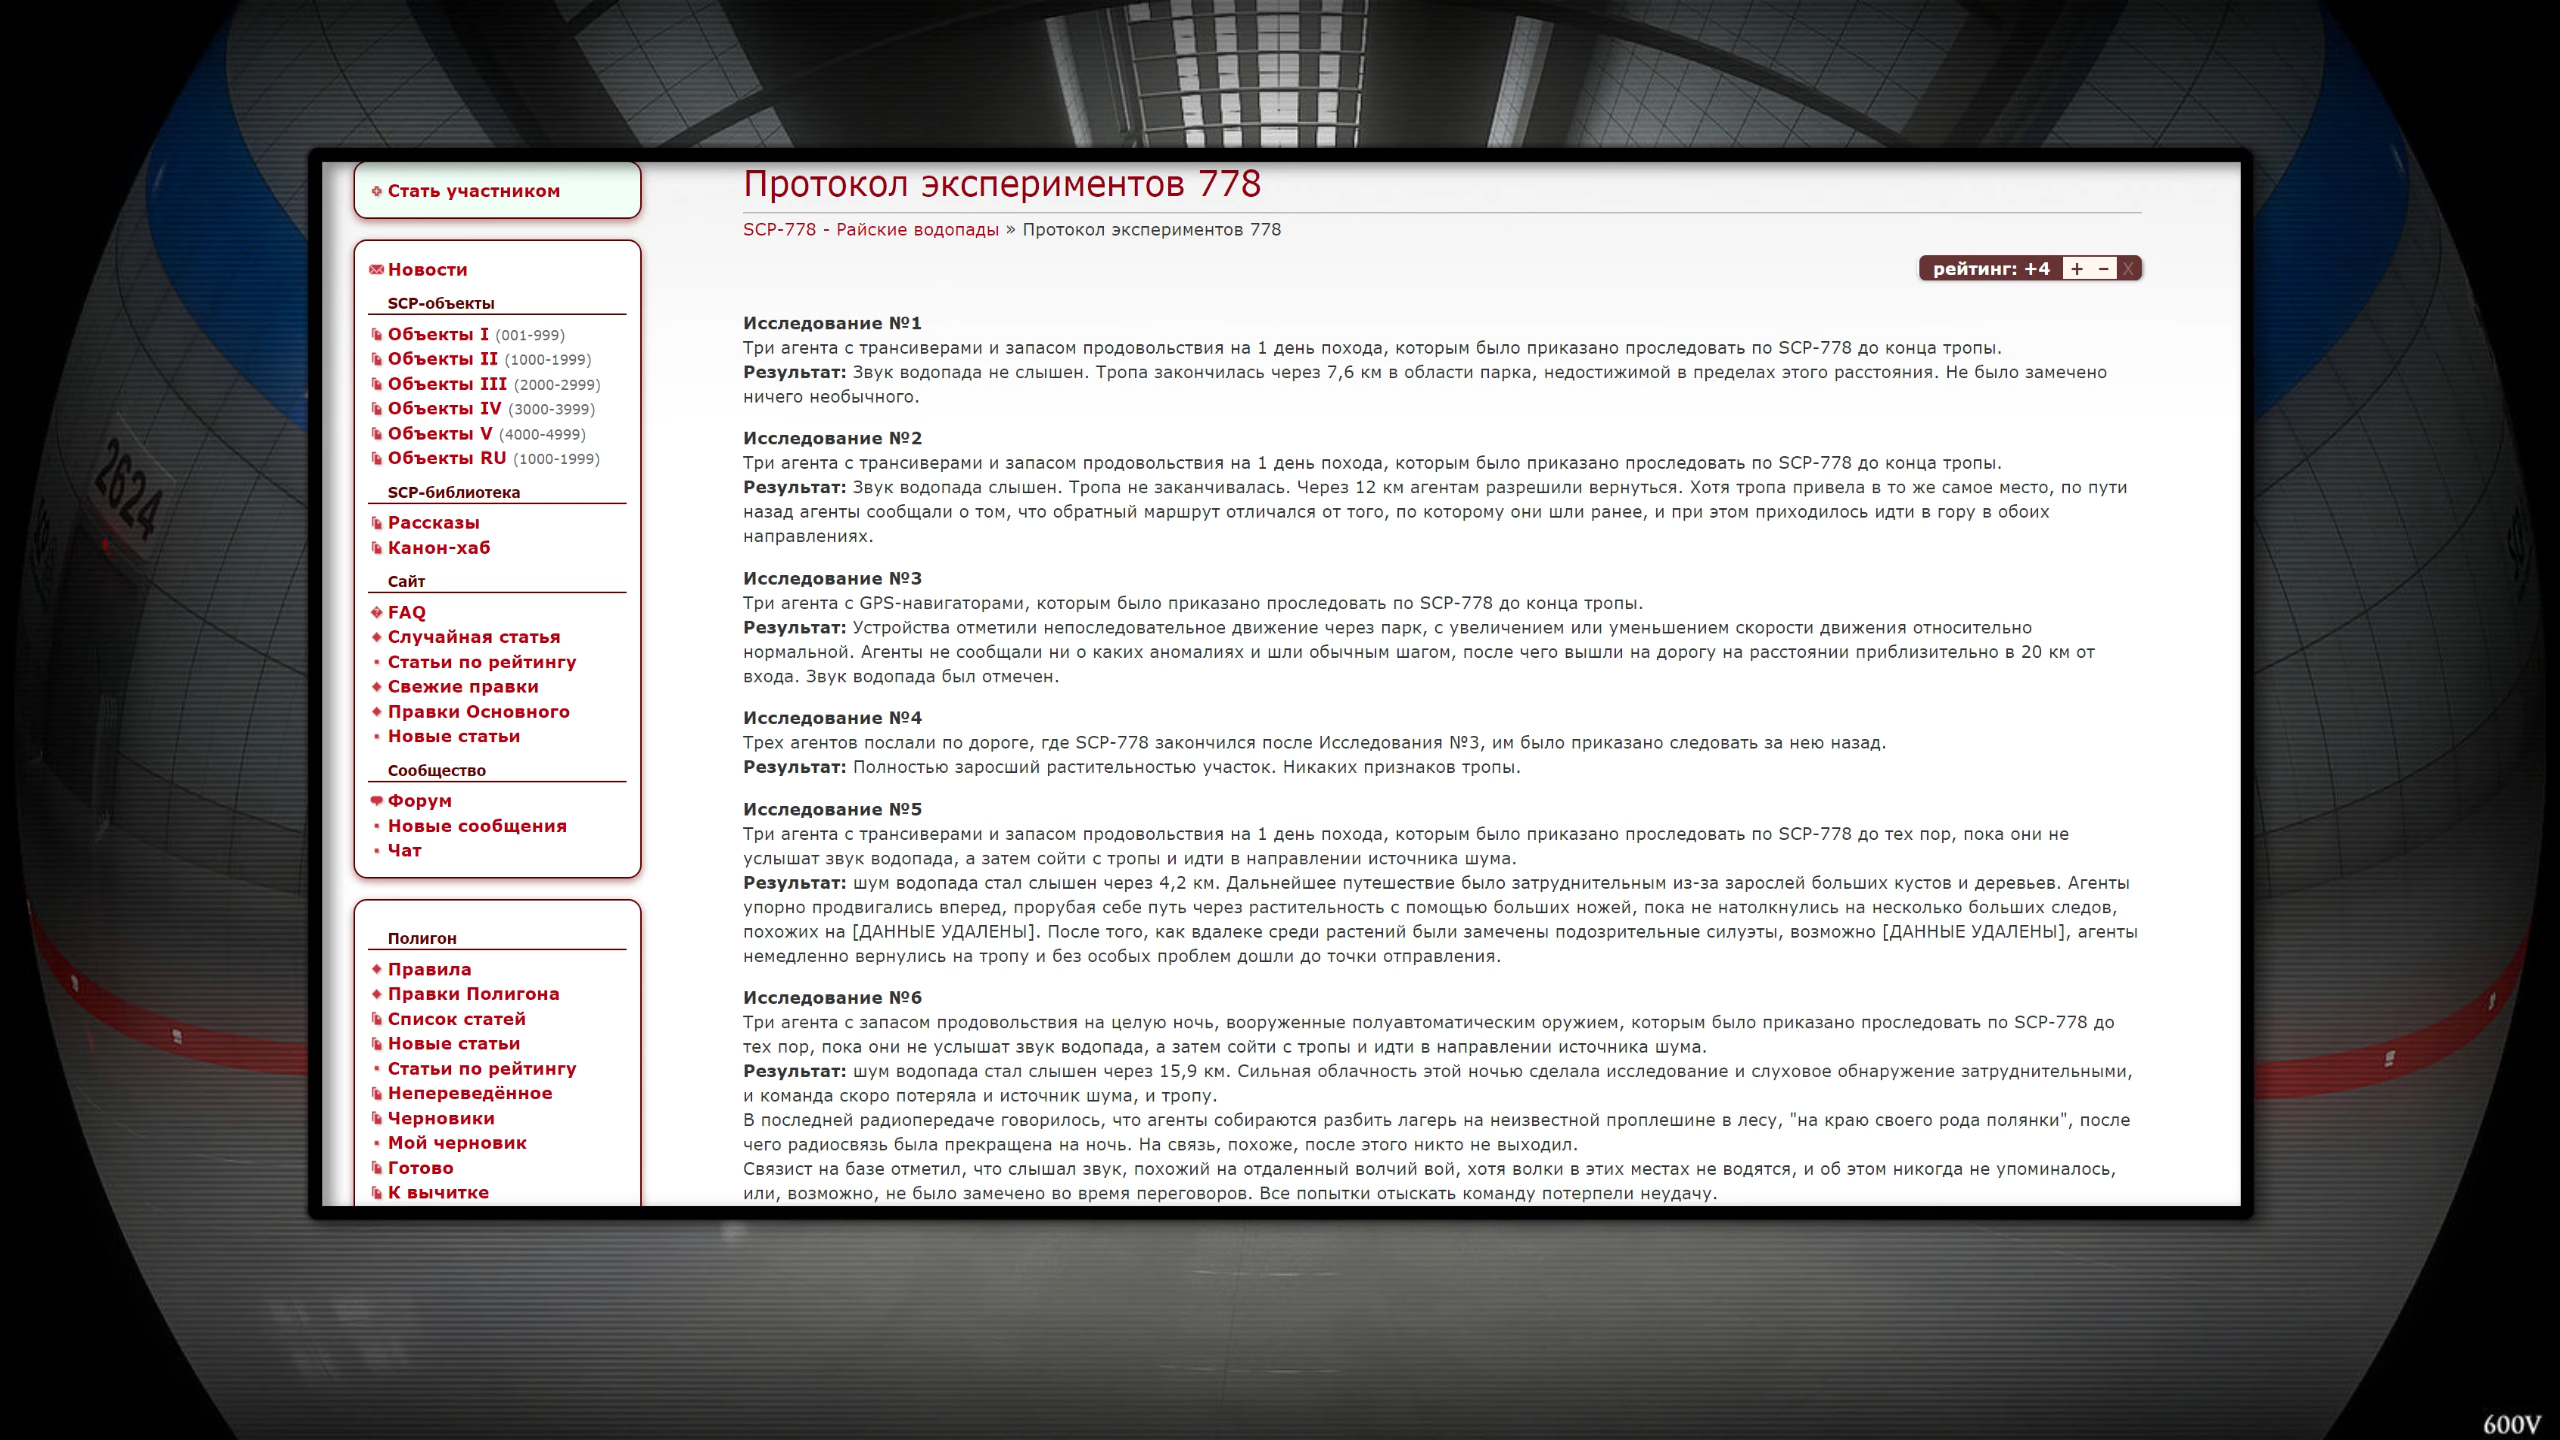 Стать участником
Новости
SCP-объекты
Объекты I (001-999)
Объекты II (1000-1999)
Объекты III (2000-2999)
Объекты IV (3000-3999)
Объекты V (4000-4999)
Объекты RU (1000-1999)
SCP-библиотека
Рассказы
Канон-хаб
Сайт
FAQ
Случайная статья
Статьи по рейтингу
Свежие правки
Правки Основного
Новые статьи
Сообщество
Форум
Новые сообщения
Чат
Полигон
Правила
Правки Полигона
Список статей
Новые статьи
Статьи по рейтингу
Непереведённое
Черновики
Мой черновик
Готово
К вычитке
Протокол экспериментов 778
SCP-778 - Райские водопады » Протокол экспериментов 778
рейтинг: +4 + − X
Исследование №1
Три агента с трансиверами и запасом продовольствия на 1 день похода, которым было приказано проследовать по SCP-778 до конца тропы.
Результат: Звук водопада не слышен. Тропа закончилась через 7,6 км в области парка, недостижимой в пределах этого расстояния. Не было замечено
ничего необычного.
Исследование №2
Три агента с трансиверами и запасом продовольствия на 1 день похода, которым было приказано проследовать по SCP-778 до конца тропы.
Результат: Звук водопада слышен. Тропа не заканчивалась. Через 12 км агентам разрешили вернуться. Хотя тропа привела в то же самое место, по пути
назад агенты сообщали о том, что обратный маршрут отличался от того, по которому они шли ранее, и при этом приходилось идти в гору в обоих
направлениях.
Исследование №3
Три агента с GPS-навигаторами, которым было приказано проследовать по SCP-778 до конца тропы.
Результат: Устройства отметили непоследовательное движение через парк, с увеличением или уменьшением скорости движения относительно
нормальной. Агенты не сообщали ни о каких аномалиях и шли обычным шагом, после чего вышли на дорогу на расстоянии приблизительно в 20 км от
входа. Звук водопада был отмечен.
Исследование №4
Трех агентов послали по дороге, где SCP-778 закончился после Исследования №3, им было приказано следовать за нею назад.
Результат: Полностью заросший растительностью участок. Никаких признаков тропы.
Исследование №5
Три агента с трансиверами и запасом продовольствия на 1 день похода, которым было приказано проследовать по SCP-778 до тех пор, пока они не
услышат звук водопада, а затем сойти с тропы и идти в направлении источника шума.
Результат: шум водопада стал слышен через 4,2 км. Дальнейшее путешествие было затруднительным из-за зарослей больших кустов и деревьев. Агенты
упорно продвигались вперед, прорубая себе путь через растительность с помощью больших ножей, пока не натолкнулись на несколько больших следов,
похожих на [ДАННЫЕ УДАЛЕНЫ]. После того, как вдалеке среди растений были замечены подозрительные силуэты, возможно [ДАННЫЕ УДАЛЕНЫ], агенты
немедленно вернулись на тропу и без особых проблем дошли до точки отправления.
Исследование №6
Три агента с запасом продовольствия на целую ночь, вооруженные полуавтоматическим оружием, которым было приказано проследовать по SCP-778 до
тех пор, пока они не услышат звук водопада, а затем сойти с тропы и идти в направлении источника шума.
Результат: шум водопада стал слышен через 15,9 км. Сильная облачность этой ночью сделала исследование и слуховое обнаружение затруднительными,
и команда скоро потеряла и источник шума, и тропу.
В последней радиопередаче говорилось, что агенты собираются разбить лагерь на неизвестной проплешине в лесу, "на краю своего рода полянки", после
чего радиосвязь была прекращена на ночь. На связь, похоже, после этого никто не выходил.
Связист на базе отметил, что слышал звук, похожий на отдаленный волчий вой, хотя волки в этих местах не водятся, и об этом никогда не упоминалось,
или, возможно, не было замечено во время переговоров. Все попытки отыскать команду потерпели неудачу.
2624
600V